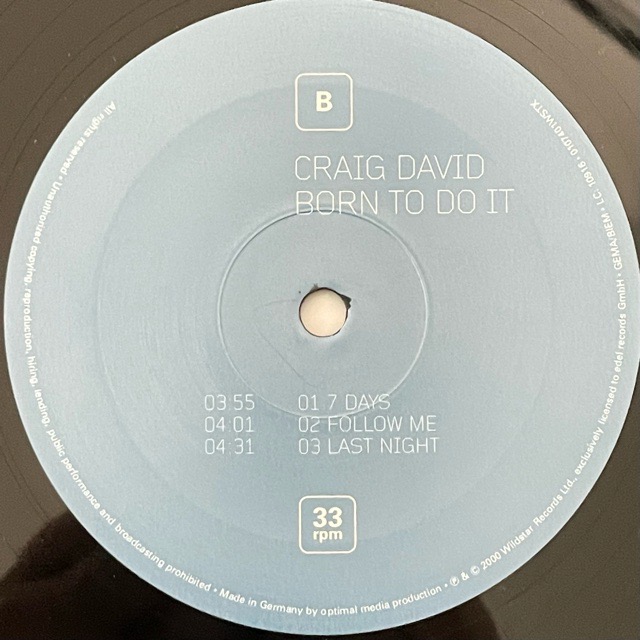 B
CRAIG DAVID
BORN TO DO IT
03:55 01 7 DAYS
04:01 02 FOLLOW ME
04:31 03 LAST NIGHT
33
rpm
All rights reserved · Unauthorized copying, reproduction, hiring, lending, public performance and broadcasting prohibited • Made in Germany by optimal media production • ℗ & © 2000 Wildstar Records Ltd., exclusively licensed to edel records GmbH • GEMA/BIEM • LC 10916